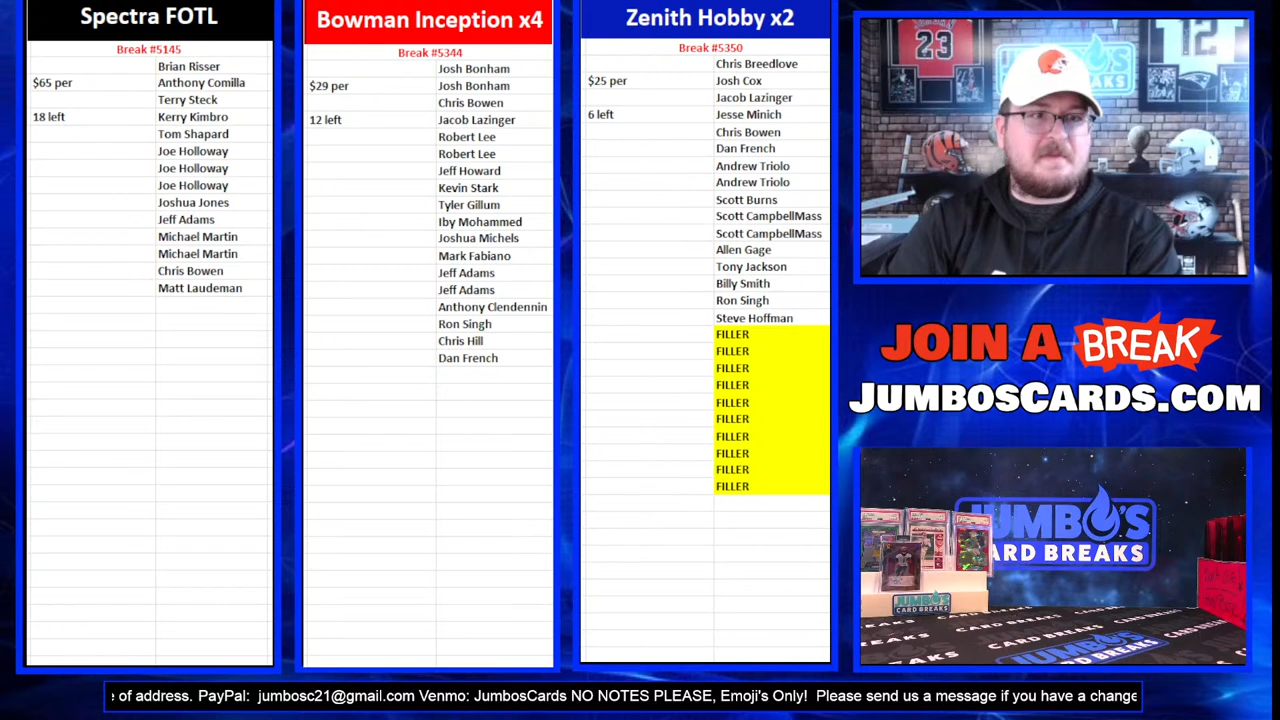 Spectra FOTL
Break #5145
Brian Risser
$65 per
Anthony Comilla
Terry Steck
18 left
Kerry Kimbro
Tom Shapard
Joe Holloway
Joe Holloway
Joe Holloway
Joshua Jones
Jeff Adams
Michael Martin
Michael Martin
Chris Bowen
Matt Laudeman
Bowman Inception x4
Break #5344
Josh Bonham
$29 per
Josh Bonham
Chris Bowen
12 left
Jacob Lazinger
Robert Lee
Robert Lee
Jeff Howard
Kevin Stark
Tyler Gillum
Iby Mohammed
Joshua Michels
Mark Fabiano
Jeff Adams
Jeff Adams
Anthony Clendennin
Ron Singh
Chris Hill
Dan French
Zenith Hobby x2
Break #5350
Chris Breedlove
$25 per
Josh Cox
Jacob Lazinger
6 left
Jesse Minich
Chris Bowen
Dan French
Andrew Triolo
Andrew Triolo
Scott Burns
Scott CampbellMass
Scott CampbellMass
Allen Gage
Tony Jackson
Billy Smith
Ron Singh
Steve Hoffman
FILLER
FILLER
FILLER
FILLER
FILLER
FILLER
FILLER
FILLER
FILLER
FILLER
23
12
JOIN A BREAK
JUMBOSCARDS.COM
JUMBO'S
CARD BREAKS
JUMBO'S
CARD BREAKS
JUMBO'S
CARD BREAKS
e of address. PayPal: jumbosc21@gmail.com Venmo: JumbosCards NO NOTES PLEASE, Emoji's Only! Please send us a message if you have a change